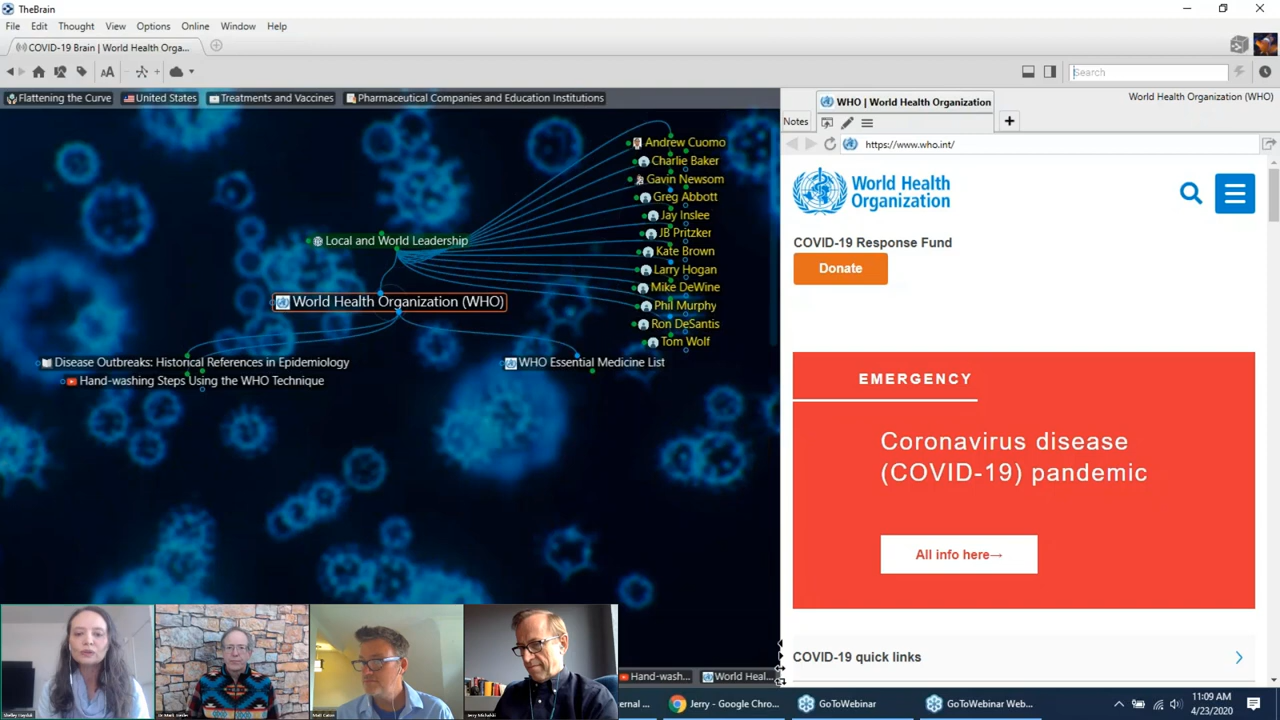 TheBrain
File Edit Thought View Options Online Window Help
COVID-19 Brain | World Health Orga...
Search
Flattening the Curve United States Treatments and Vaccines Pharmaceutical Companies and Education Institutions
Andrew Cuomo
Charlie Baker
Gavin Newsom
Greg Abbott
Jay Inslee
JB Pritzker
Kate Brown
Larry Hogan
Mike DeWine
Phil Murphy
Ron DeSantis
Tom Wolf
Local and World Leadership
World Health Organization (WHO)
Disease Outbreaks: Historical References in Epidemiology
Hand-washing Steps Using the WHO Technique
WHO Essential Medicine List
WHO | World Health Organization
World Health Organization (WHO)
Notes
https://www.who.int/
World Health
Organization
COVID-19 Response Fund
Donate
EMERGENCY
Coronavirus disease
(COVID-19) pandemic
All info here→
COVID-19 quick links
Hand-wash... World Heal...
ernal ... Jerry - Google Chro... GoToWebinar GoToWebinar Web...
11:09 AM
4/23/2020